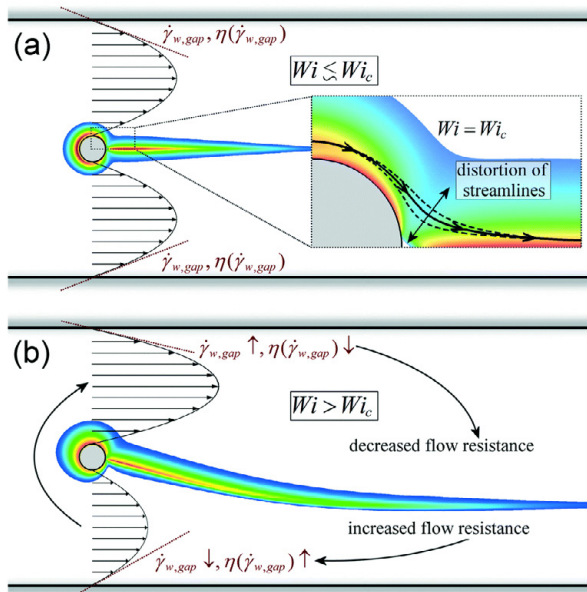 (a)
γ̇w,gap, η(γ̇w,gap)
Wi ≲ Wic
Wi = Wic
distortion of
streamlines
γ̇w,gap, η(γ̇w,gap)
(b)
γ̇w,gap ↑, η(γ̇w,gap) ↓
Wi > Wic
decreased flow resistance
increased flow resistance
γ̇w,gap ↓, η(γ̇w,gap) ↑